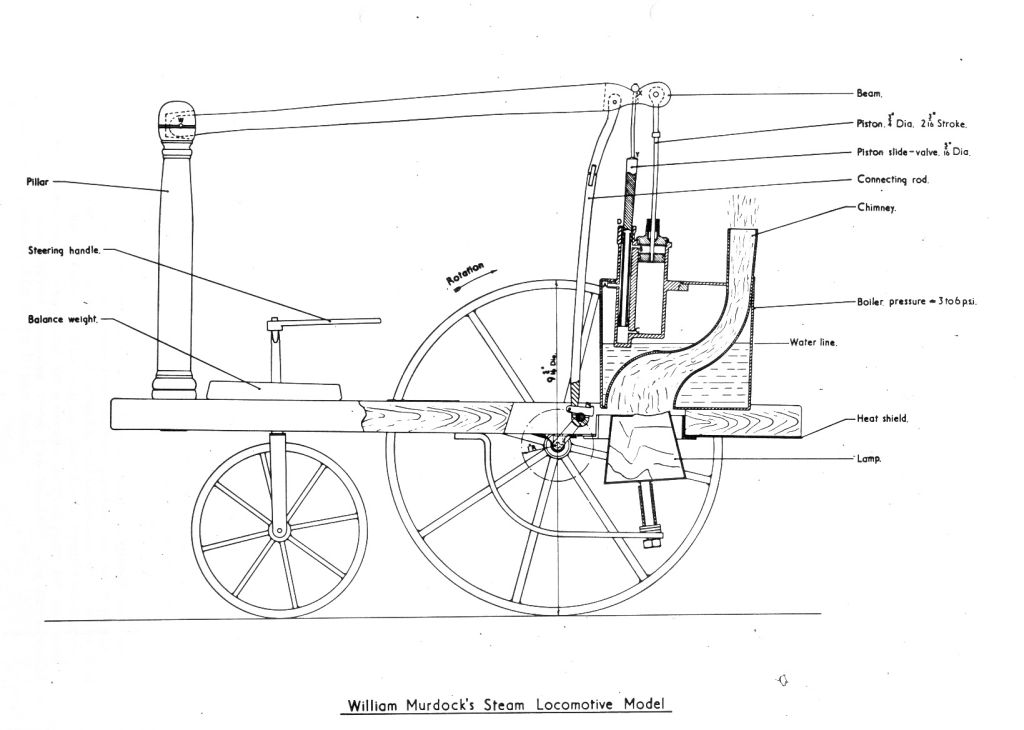 Beam.
Piston. 3/4" Dia. 2 3/16" Stroke.
Piston slide-valve. 3/16" Dia.
Connecting rod.
Pillar
Chimney.
Steering handle.
Rotation
Boiler. pressure = 3 to 6 p.s.i.
Balance weight.
Water line.
Heat shield.
Lamp.
William Murdock's Steam Locomotive Model